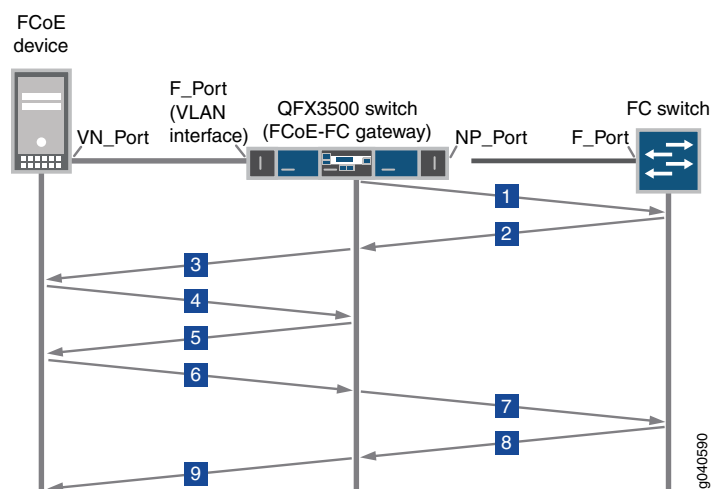 FCoE
device
F_Port
(VLAN
interface)
QFX3500 switch
(FCoE-FC gateway)
FC switch
VN_Port
NP_Port
F_Port
1
2
3
4
5
6
7
8
9
g040590